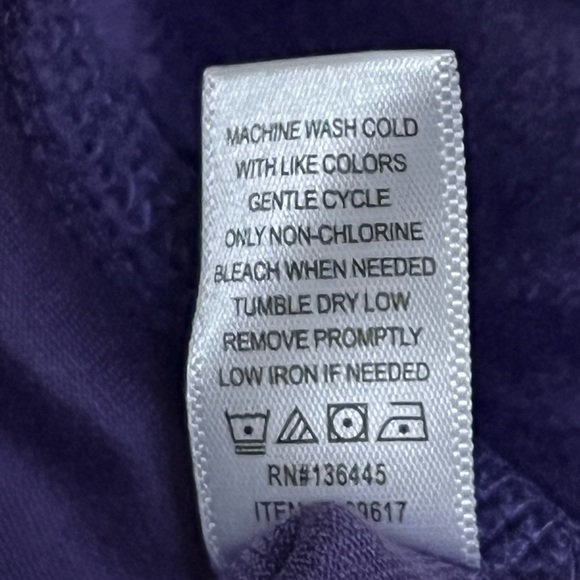 MACHINE WASH COLD
WITH LIKE COLORS
GENTLE CYCLE
ONLY NON-CHLORINE
BLEACH WHEN NEEDED
TUMBLE DRY LOW
REMOVE PROMPTLY
LOW IRON IF NEEDED
RN#136445